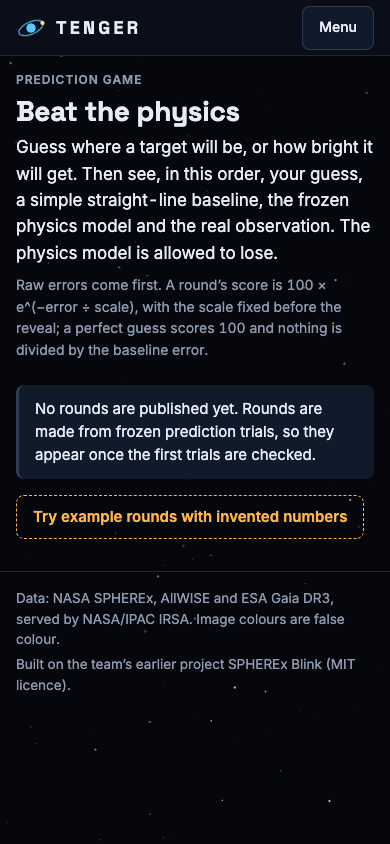 TENGER
Menu
PREDICTION GAME
Beat the physics
Guess where a target will be, or how bright it
will get. Then see, in this order, your guess,
a simple straight-line baseline, the frozen
physics model and the real observation. The
physics model is allowed to lose.
Raw errors come first. A round’s score is 100 ×
e^(−error ÷ scale), with the scale fixed before the
reveal; a perfect guess scores 100 and nothing is
divided by the baseline error.
No rounds are published yet. Rounds are
made from frozen prediction trials, so they
appear once the first trials are checked.
Try example rounds with invented numbers
Data: NASA SPHEREx, AllWISE and ESA Gaia DR3,
served by NASA/IPAC IRSA. Image colours are false
colour.
Built on the team’s earlier project SPHEREx Blink (MIT
licence).